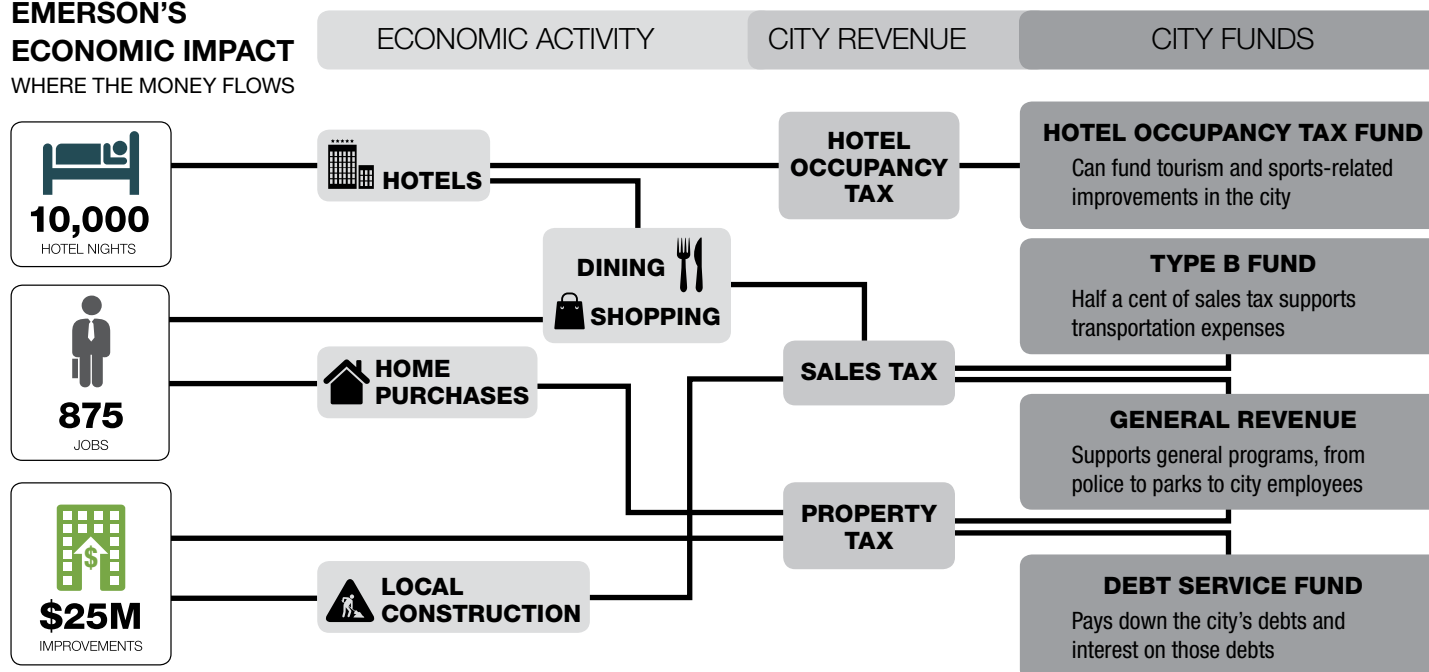 EMERSON'S
ECONOMIC IMPACT
WHERE THE MONEY FLOWS
ECONOMIC ACTIVITY
CITY REVENUE
CITY FUNDS
10,000
HOTEL NIGHTS
875
JOBS
$
$25M
IMPROVEMENTS
HOTELS
DINING
SHOPPING
HOME
PURCHASES
LOCAL
CONSTRUCTION
HOTEL
OCCUPANCY
TAX
SALES TAX
PROPERTY
TAX
HOTEL OCCUPANCY TAX FUND
Can fund tourism and sports-related
improvements in the city
TYPE B FUND
Half a cent of sales tax supports
transportation expenses
GENERAL REVENUE
Supports general programs, from
police to parks to city employees
DEBT SERVICE FUND
Pays down the city's debts and
interest on those debts